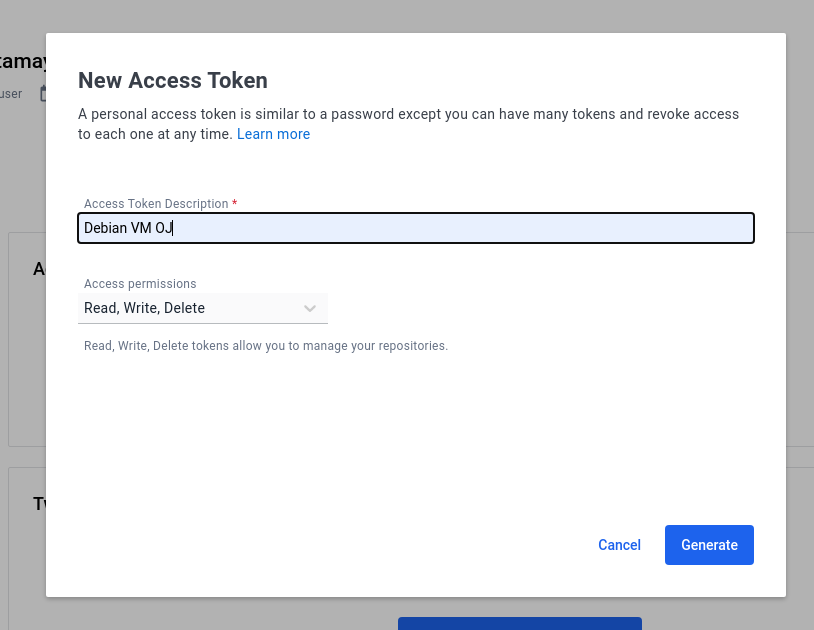 New Access Token
A personal access token is similar to a password except you can have many tokens and revoke access
to each one at any time. Learn more
user
Access Token Description *
Debian VM OJ
Access permissions
Read, Write, Delete
Read, Write, Delete tokens allow you to manage your repositories.
Cancel
Generate